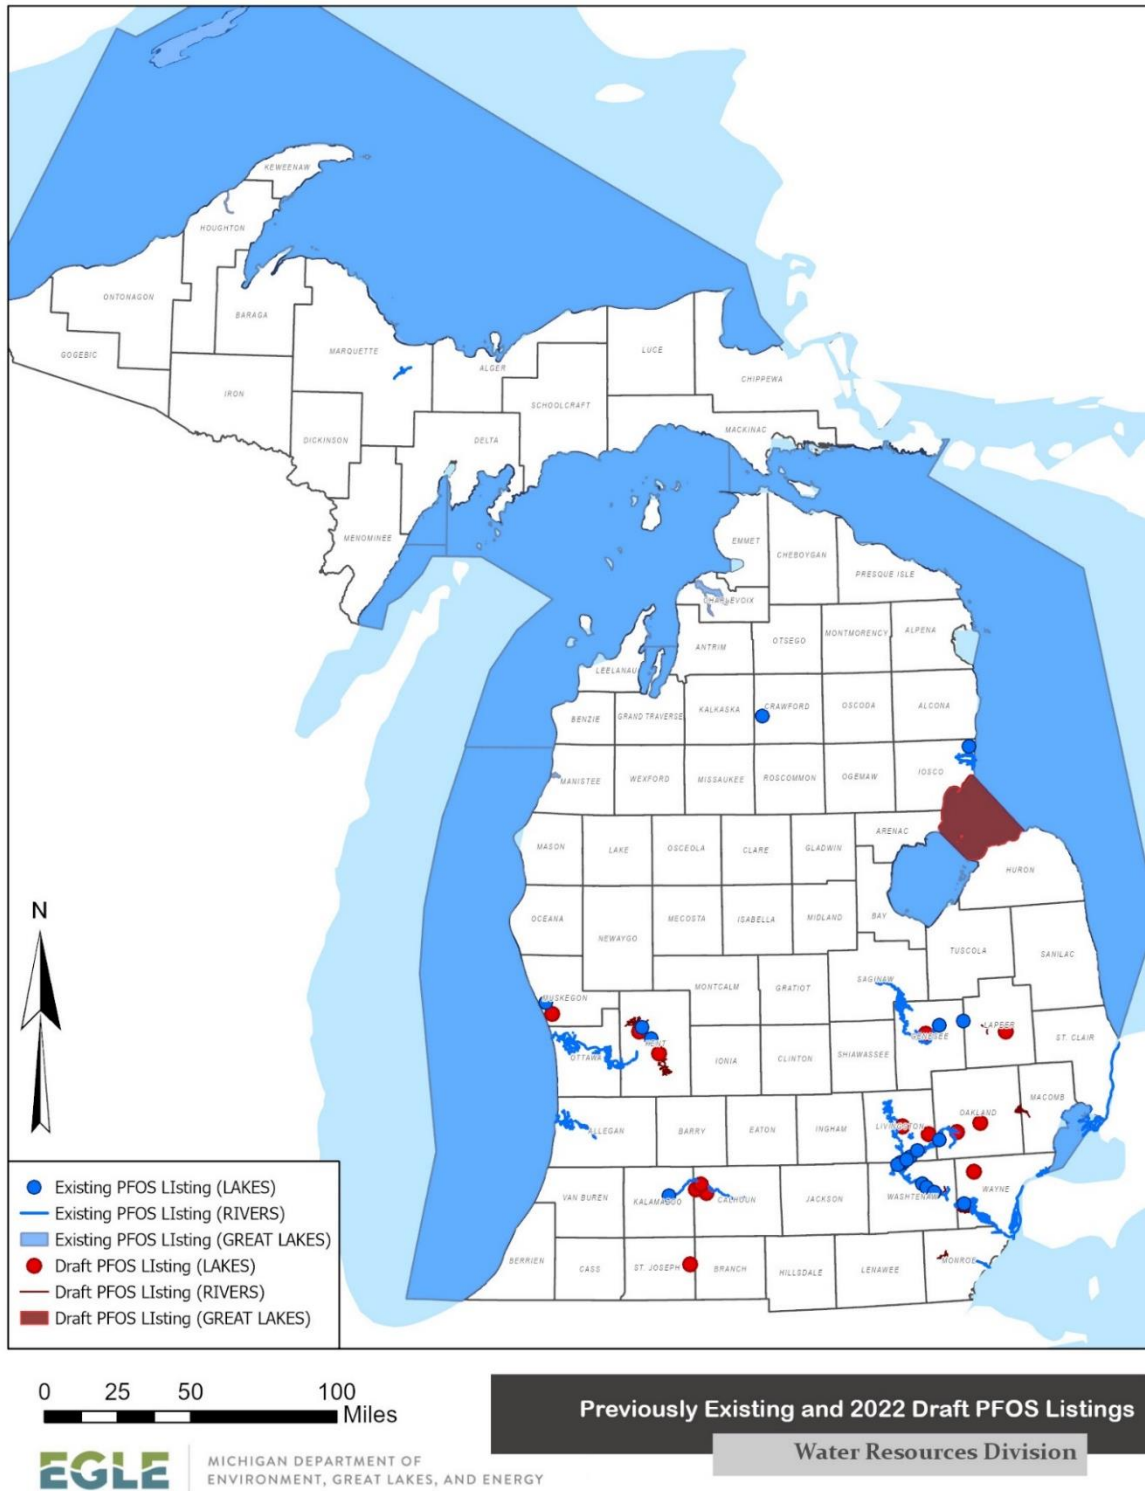 KEWEENAW
HOUGHTON
ONTONAGON
BARAGA
GOGEBIC
MARQUETTE
LUCE
ALGER
CHIPPEWA
IRON
SCHOOLCRAFT
MACKINAC
DICKINSON
DELTA
MENOMINEE
EMMET
CHEBOYGAN
PRESQUE ISLE
CHARLEVOIX
OTSEGO
MONTMORENCY
ALPENA
ANTRIM
LEELANAU
KALKASKA
CRAWFORD
OSCODA
ALCONA
BENZIE
GRAND TRAVERSE
MANISTEE
WEXFORD
MISSAUKEE
ROSCOMMON
OGEMAW
IOSCO
ARENAC
MASON
LAKE
OSCEOLA
CLARE
GLADWIN
HURON
OCEANA
NEWAYGO
MECOSTA
ISABELLA
MIDLAND
BAY
TUSCOLA
SANILAC
N
MUSKEGON
MONTCALM
GRATIOT
SAGINAW
GENESEE
LAPEER
ST. CLAIR
OTTAWA
KENT
IONIA
CLINTON
SHIAWASSEE
OAKLAND
MACOMB
ALLEGAN
BARRY
EATON
INGHAM
LIVINGSTON
VAN BUREN
KALAMAZOO
CALHOUN
JACKSON
WASHTENAW
WAYNE
BERRIEN
CASS
ST. JOSEPH
BRANCH
HILLSDALE
LENAWEE
MONROE
Existing PFOS LIsting (LAKES)
Existing PFOS LIsting (RIVERS)
Existing PFOS LIsting (GREAT LAKES)
Draft PFOS LIsting (LAKES)
Draft PFOS LIsting (RIVERS)
Draft PFOS LIsting (GREAT LAKES)
0 25 50 100
Miles
Previously Existing and 2022 Draft PFOS Listings
Water Resources Division
EGLE
MICHIGAN DEPARTMENT OF
ENVIRONMENT, GREAT LAKES, AND ENERGY